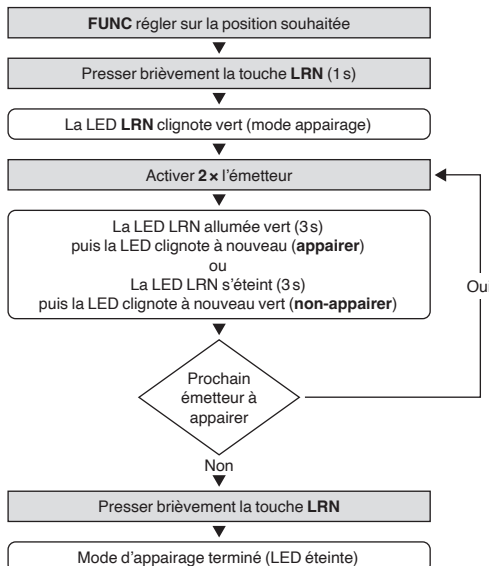 FUNC régler sur la position souhaitée
Presser brièvement la touche LRN (1 s)
La LED LRN clignote vert (mode appairage)
Activer 2 × l'émetteur
La LED LRN allumée vert (3 s)
puis la LED clignote à nouveau (appairer)
ou
La LED LRN s'éteint (3 s)
puis la LED clignote à nouveau vert (non-appairer)
Ou
Prochain
émetteur à
appairer
Non
Presser brièvement la touche LRN
Mode d'appairage terminé (LED éteinte)